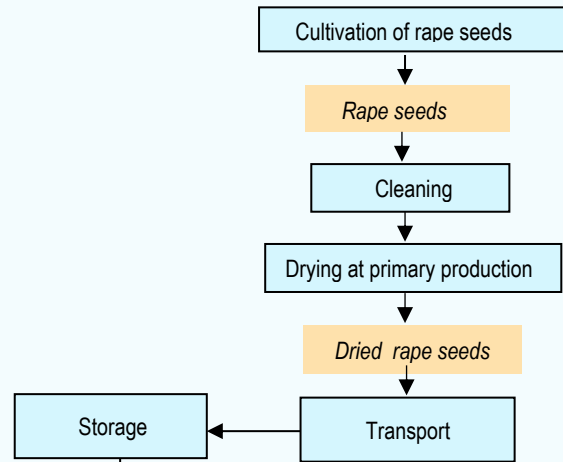 Cultivation of rape seeds
Rape seeds
Cleaning
Drying at primary production
Dried rape seeds
Storage
Transport